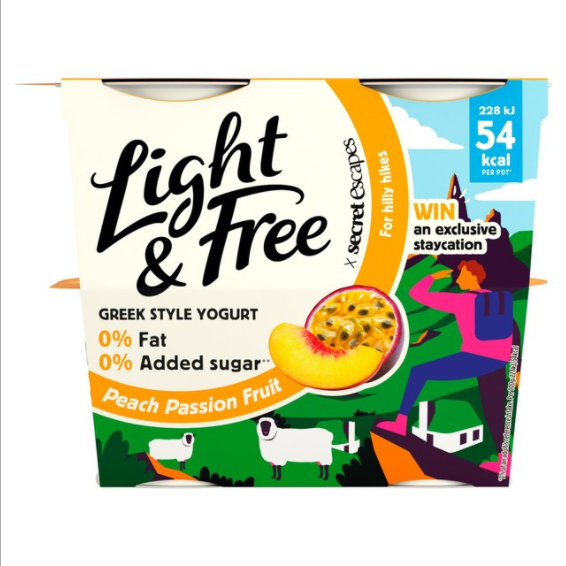 Light
& Free
x secret escapes
For hilly hikes
228 kJ
54
kcal
PER POT*
WIN
an exclusive
staycation
GREEK STYLE YOGURT
0% Fat
0% Added sugar**
Peach Passion Fruit